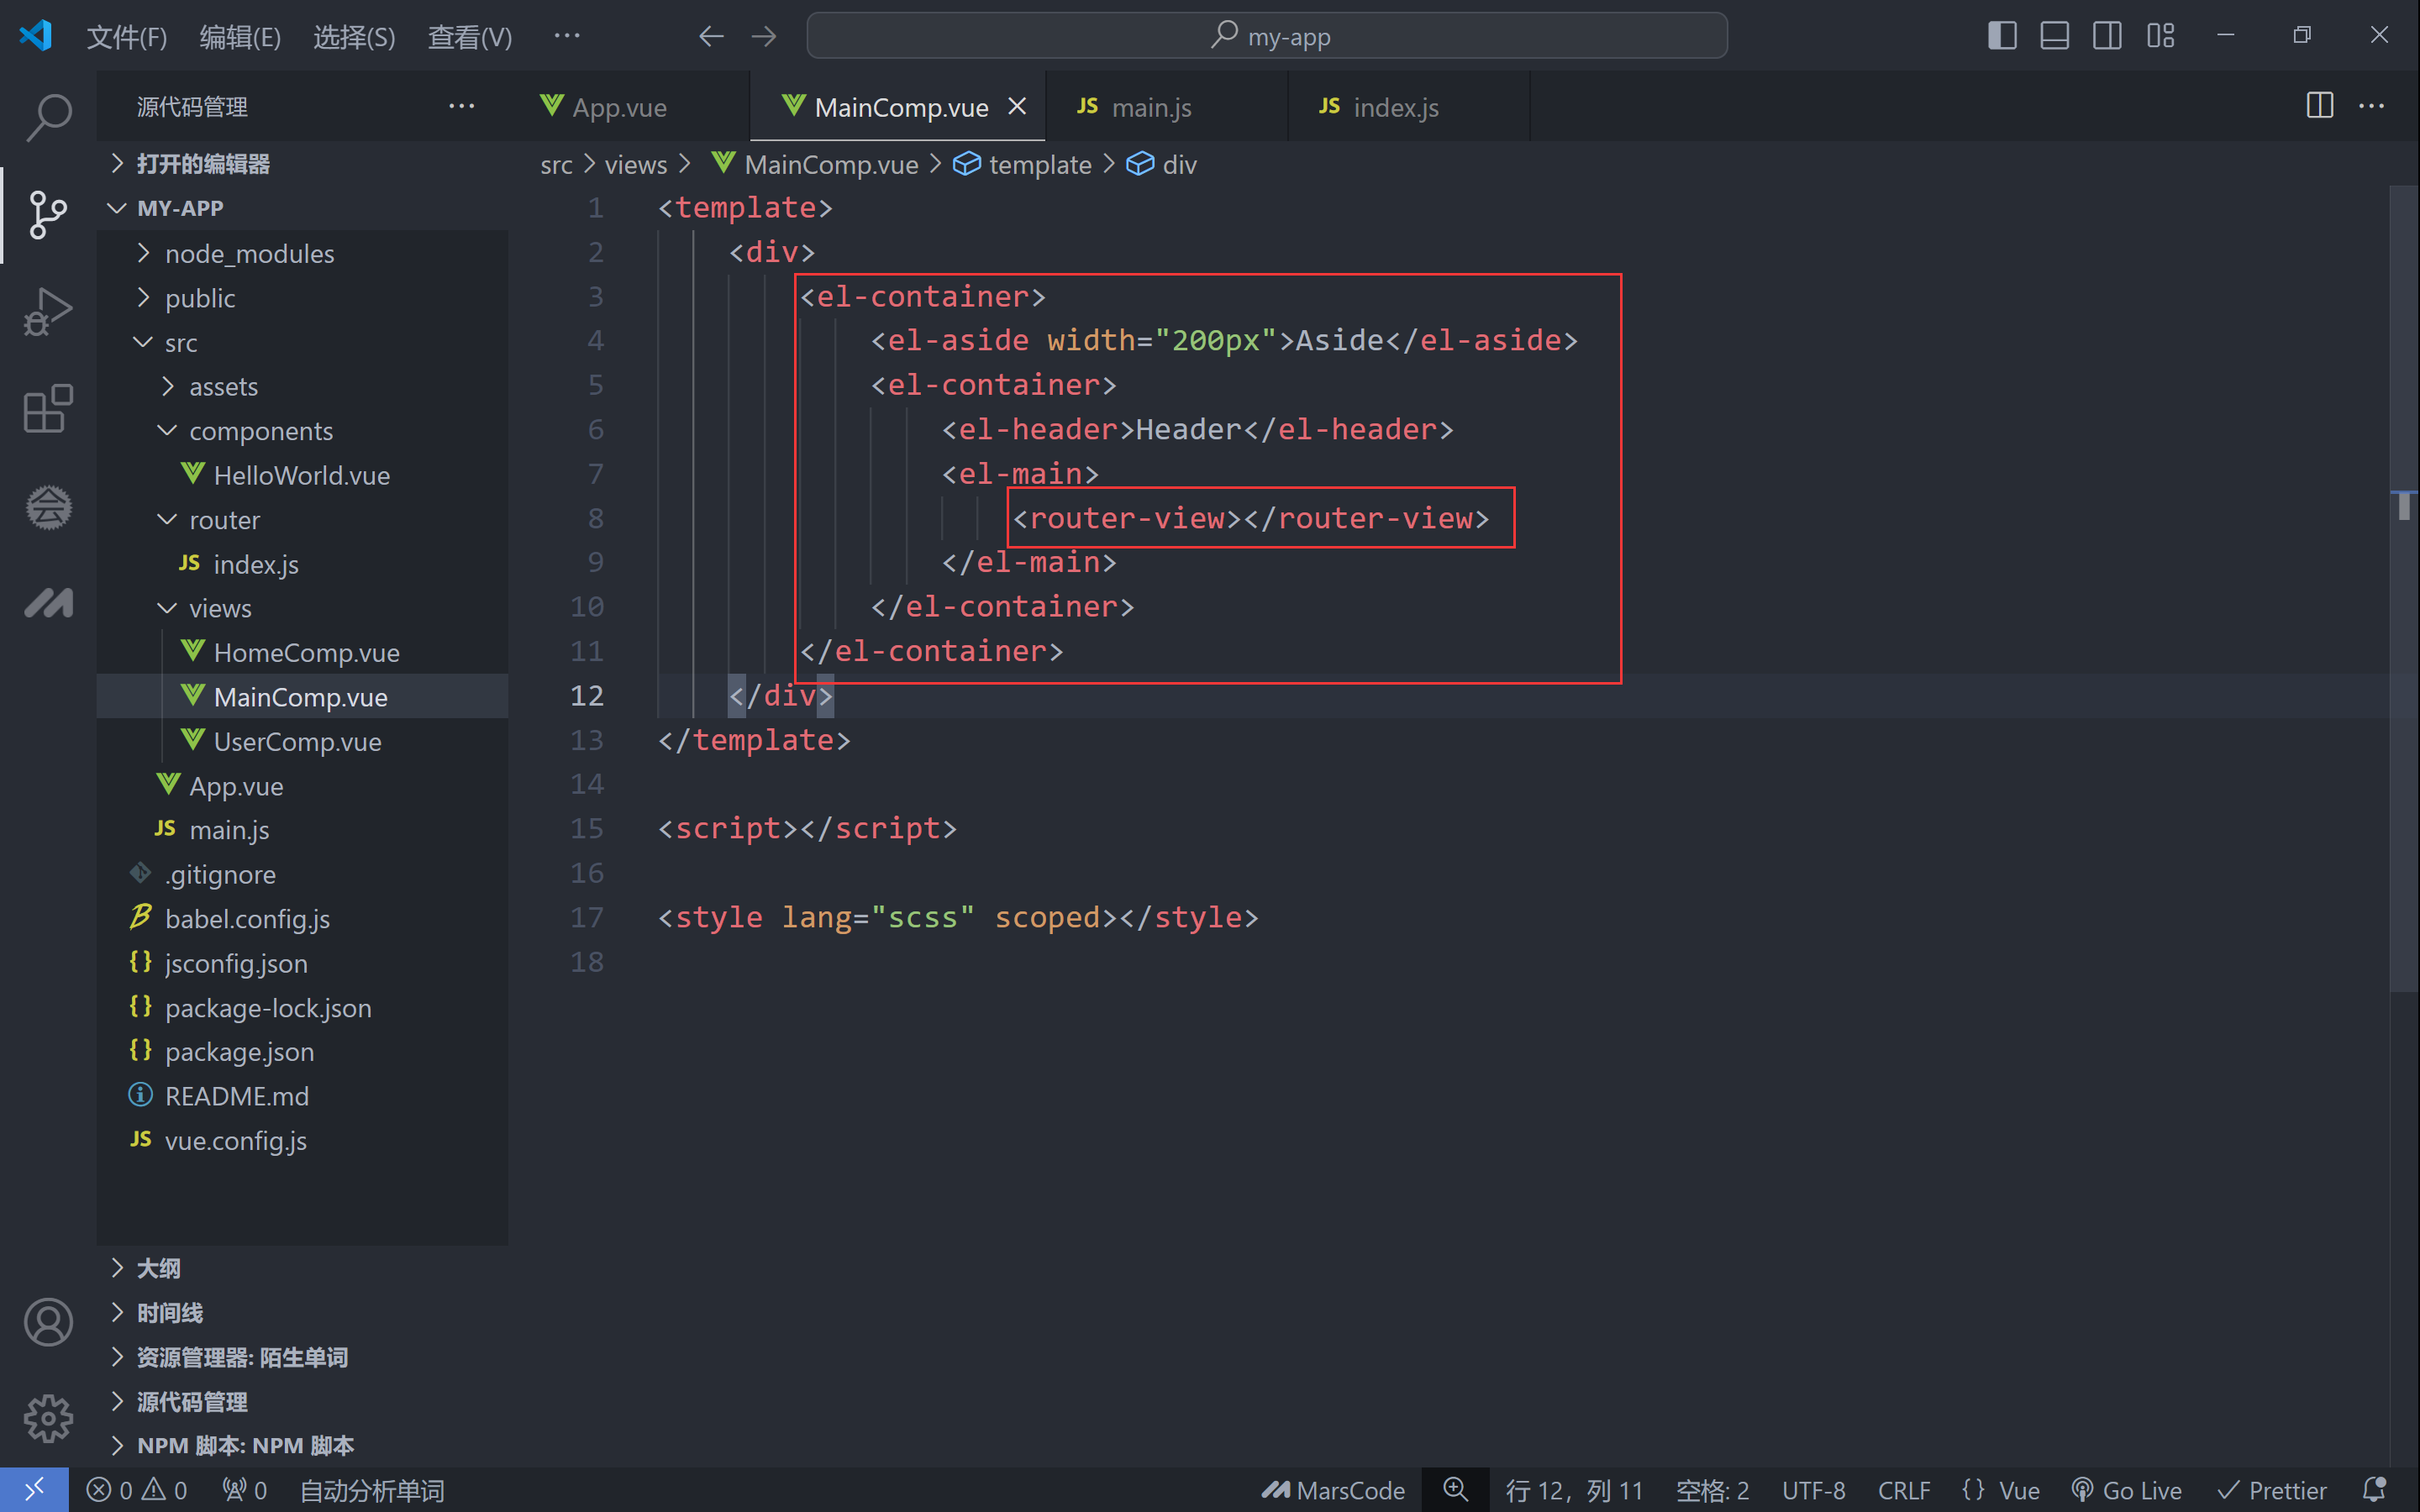 文件(F) 编辑(E) 选择(S) 查看(V) ··· my-app
源代码管理 ···
App.vue MainComp.vue main.js index.js
src > views > MainComp.vue > template > div
打开的编辑器
MY-APP
node_modules
public
src
assets
components
HelloWorld.vue
router
index.js
views
HomeComp.vue
MainComp.vue
UserComp.vue
App.vue
main.js
.gitignore
babel.config.js
jsconfig.json
package-lock.json
package.json
README.md
vue.config.js
大纲
时间线
资源管理器: 陌生单词
源代码管理
NPM 脚本: NPM 脚本
1 <template>
2 <div>
3 <el-container>
4 <el-aside width="200px">Aside</el-aside>
5 <el-container>
6 <el-header>Header</el-header>
7 <el-main>
8 <router-view></router-view>
9 </el-main>
10 </el-container>
11 </el-container>
12 </div>
13 </template>
14
15 <script></script>
16
17 <style lang="scss" scoped></style>
18
0 0 0 自动分析单词 MarsCode 行 12，列 11 空格: 2 UTF-8 CRLF {} Vue Go Live Prettier